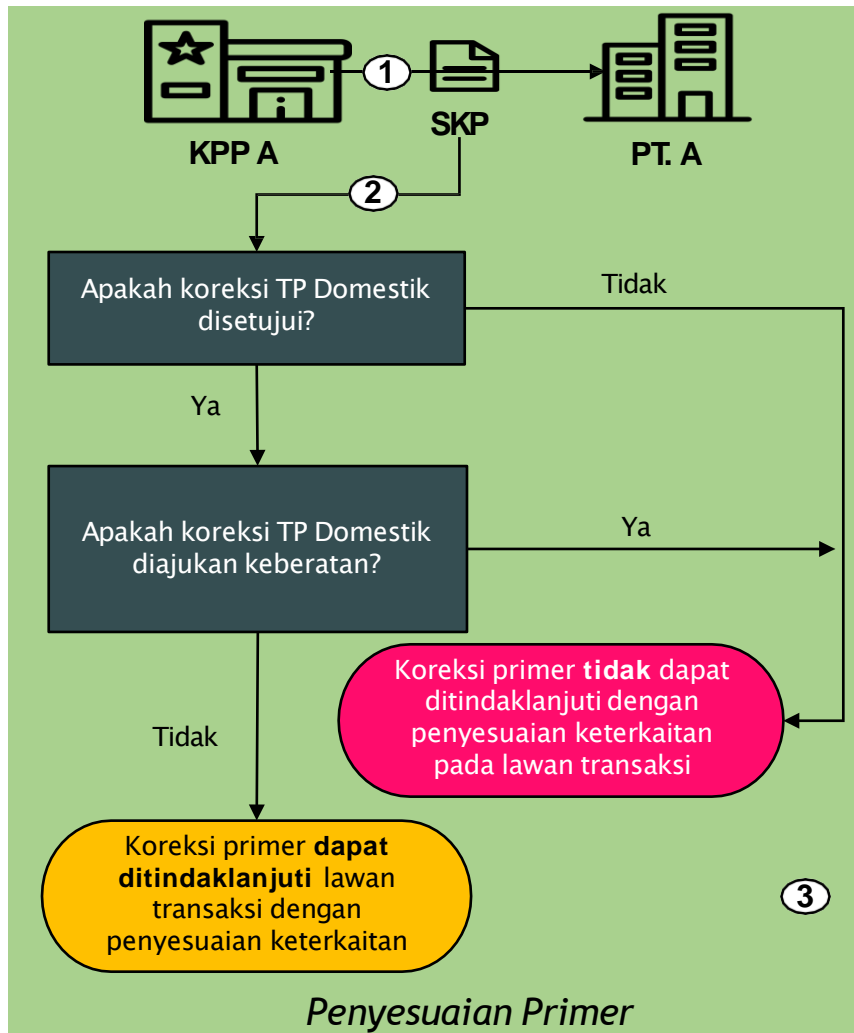 1
SKP
KPP A
PT. A
2
Apakah koreksi TP Domestik
disetujui?
Tidak
Ya
Apakah koreksi TP Domestik
diajukan keberatan?
Ya
Koreksi primer tidak dapat
ditindaklanjuti dengan
penyesuaian keterkaitan
pada lawan transaksi
Tidak
Koreksi primer dapat
ditindaklanjuti lawan
transaksi dengan
penyesuaian keterkaitan
3
Penyesuaian Primer